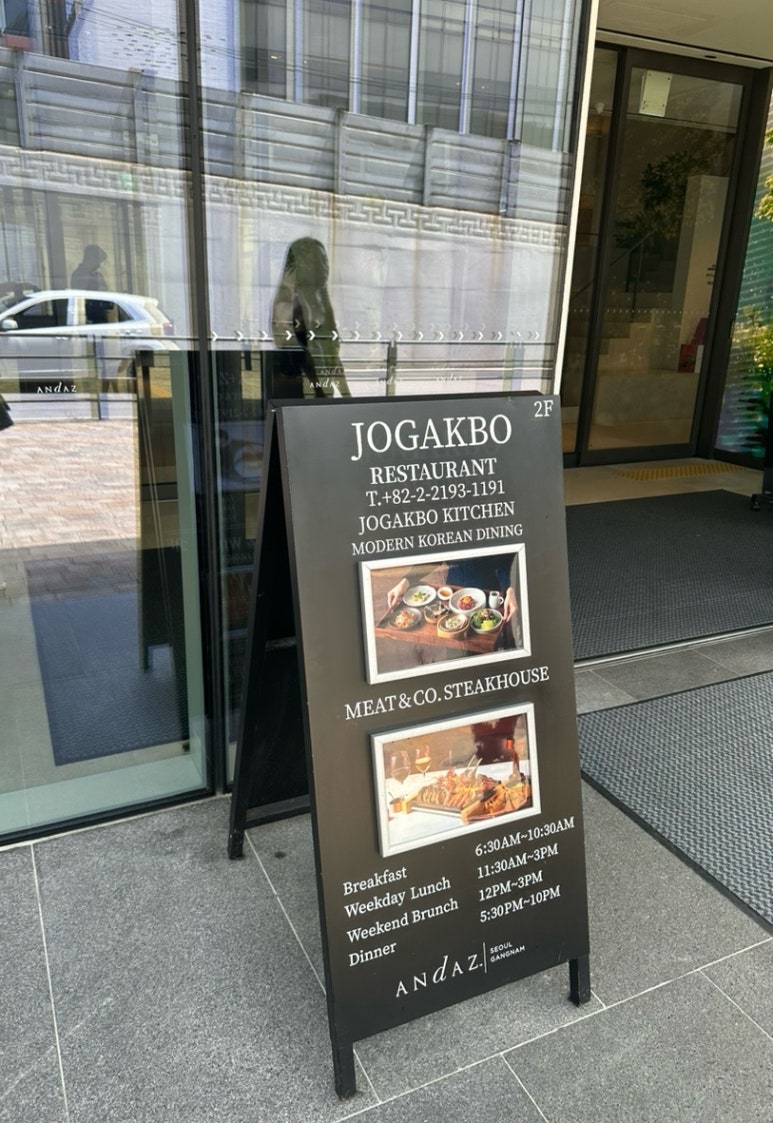 2F
JOGAKBO
RESTAURANT
T.+82-2-2193-1191
JOGAKBO KITCHEN
MODERN KOREAN DINING
MEAT & CO. STEAKHOUSE
Breakfast 6:30AM~10:30AM
Weekday Lunch 11:30AM~3PM
Weekend Brunch 12PM~3PM
Dinner 5:30PM~10PM
ANdAZ. SEOUL
GANGNAM
ANdAZ
ANdAZ